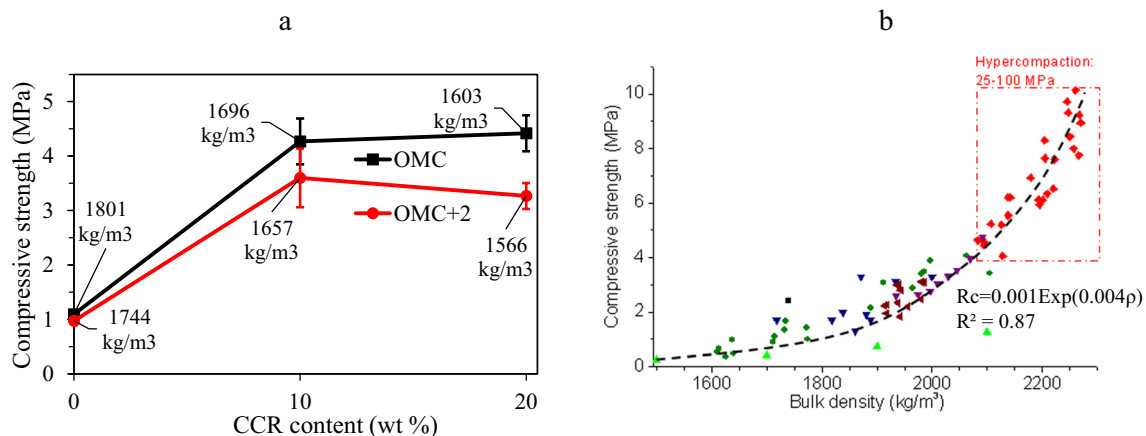 a
Compressive strength (MPa)
5
4
3
2
1
0
1801
kg/m3
1744
kg/m3
1696
kg/m3
1657
kg/m3
1603
kg/m3
1566
kg/m3
OMC
OMC+2
0
10
20
CCR content (wt %)
b
Compressive strength (MPa)
10
8
6
4
2
0
Hypercompaction:
25-100 MPa
Rc=0.001Exp(0.004ρ)
R² = 0.87
1600
1800
2000
2200
Bulk density (kg/m³)